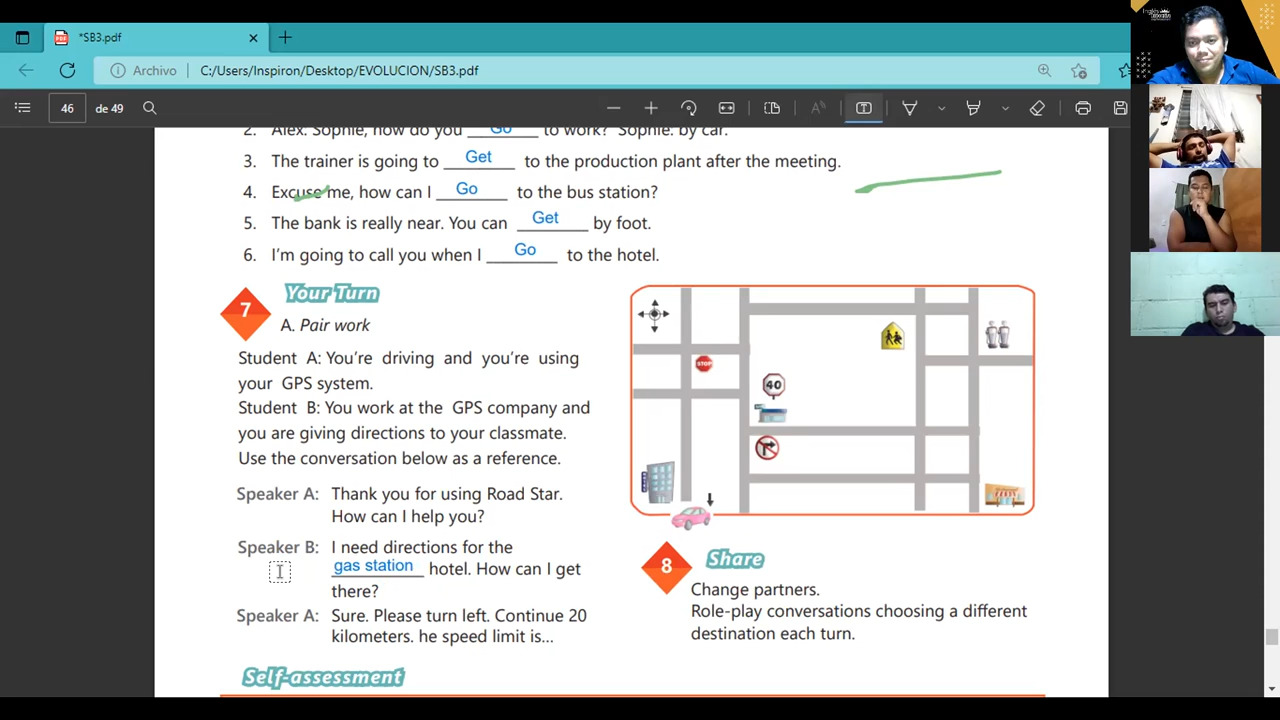 *SB3.pdf
Archivo
C:/Users/Inspiron/Desktop/EVOLUCION/SB3.pdf
46 de 49
2. Alex: Sophie, how do you Go to work? Sophie: by car.
3. The trainer is going to Get to the production plant after the meeting.
4. Excuse me, how can I Go to the bus station?
5. The bank is really near. You can Get by foot.
6. I'm going to call you when I Go to the hotel.
7 Your Turn
A. Pair work
Student A: You're driving and you're using
your GPS system.
Student B: You work at the GPS company and
you are giving directions to your classmate.
Use the conversation below as a reference.
Speaker A: Thank you for using Road Star.
How can I help you?
Speaker B: I need directions for the
gas station hotel. How can I get
there?
Speaker A: Sure. Please turn left. Continue 20
kilometers. he speed limit is...
STOP
40
8 Share
Change partners.
Role-play conversations choosing a different
destination each turn.
Self-assessment